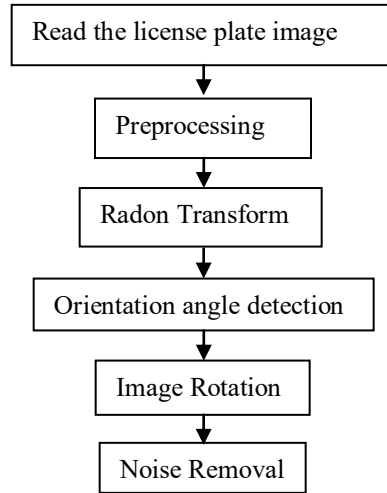 Read the license plate image
Preprocessing
Radon Transform
Orientation angle detection
Image Rotation
Noise Removal